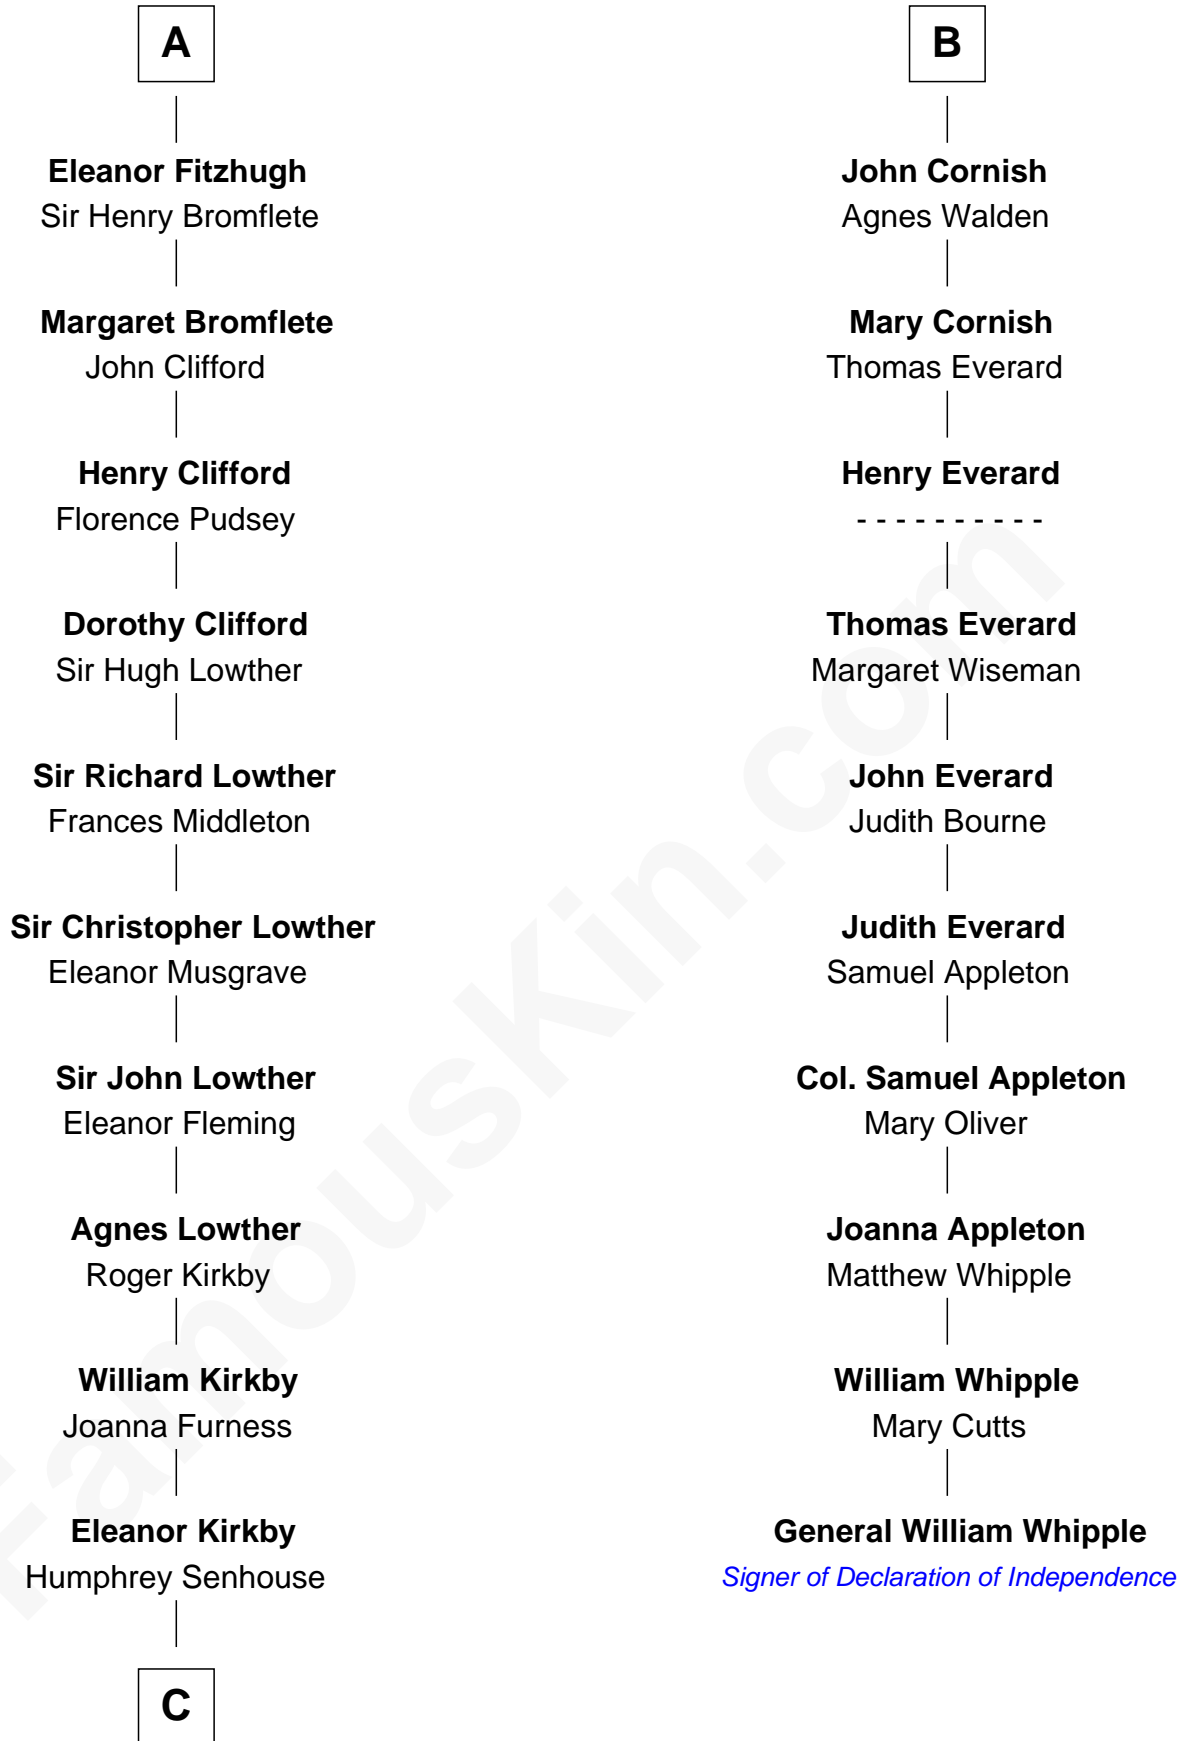 A
Eleanor Fitzhugh
Sir Henry Bromflete
Margaret Bromflete
John Clifford
Henry Clifford
Florence Pudsey
Dorothy Clifford
Sir Hugh Lowther
Sir Richard Lowther
Frances Middleton
Sir Christopher Lowther
Eleanor Musgrave
Sir John Lowther
Eleanor Fleming
Agnes Lowther
Roger Kirkby
William Kirkby
Joanna Furness
Eleanor Kirkby
Humphrey Senhouse
C
B
John Cornish
Agnes Walden
Mary Cornish
Thomas Everard
Henry Everard
- - - - - - - - - -
Thomas Everard
Margaret Wiseman
John Everard
Judith Bourne
Judith Everard
Samuel Appleton
Col. Samuel Appleton
Mary Oliver
Joanna Appleton
Matthew Whipple
William Whipple
Mary Cutts
General William Whipple
Signer of Declaration of Independence
FamousKin.com